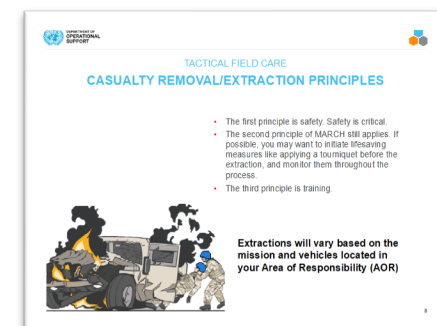 DEPARTMENT OF
OPERATIONAL
SUPPORT
TACTICAL FIELD CARE
CASUALTY REMOVAL/EXTRACTION PRINCIPLES
• The first principle is safety. Safety is critical.
• The second principle of MARCH still applies. If
possible, you may want to initiate lifesaving
measures like applying a tourniquet before the
extraction, and monitor them throughout the
process.
• The third principle is training.
Extractions will vary based on the
mission and vehicles located in
your Area of Responsibility (AOR)
8